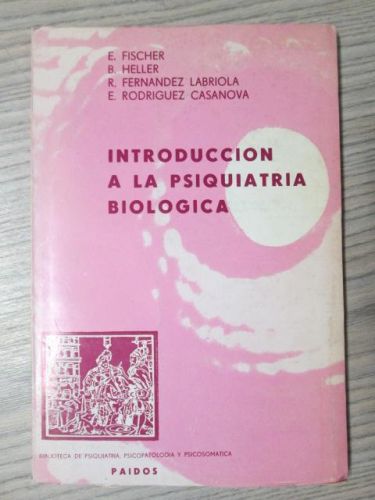 E. FISCHER
B. HELLER
R. FERNANDEZ LABRIOLA
E. RODRIGUEZ CASANOVA
INTRODUCCION
A LA PSIQUIATRIA
BIOLOGICA
BIBLIOTECA DE PSIQUIATRIA, PSICOPATOLOGIA Y PSICOSOMATICA
PAIDOS